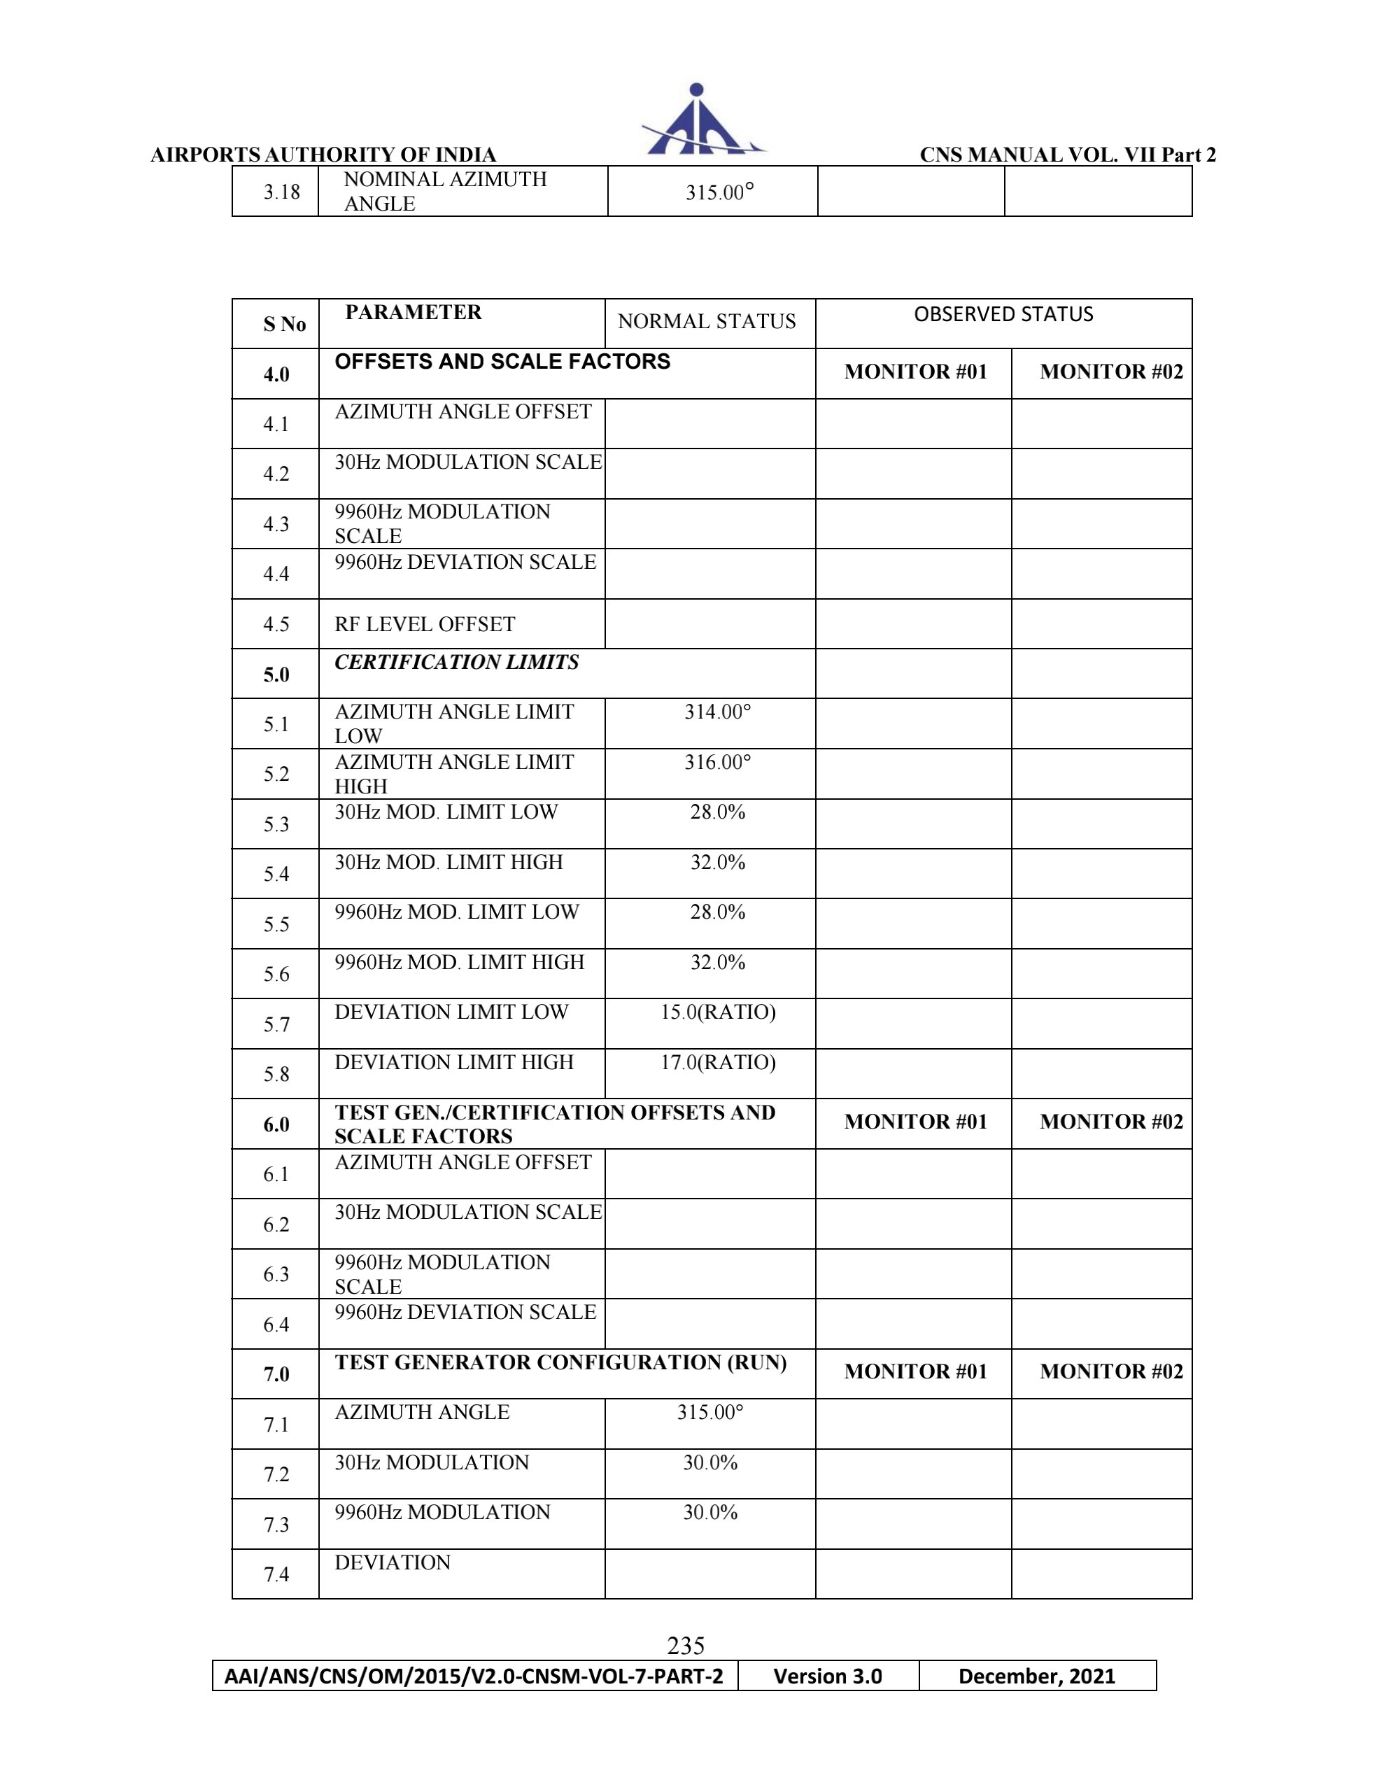 AIRPORTS AUTHORITY OF INDIA CNS MANUAL VOL. VII Part 2
3.18 NOMINAL AZIMUTH ANGLE 315.00°
S No PARAMETER NORMAL STATUS OBSERVED STATUS
4.0 OFFSETS AND SCALE FACTORS MONITOR #01 MONITOR #02
4.1 AZIMUTH ANGLE OFFSET
4.2 30Hz MODULATION SCALE
4.3 9960Hz MODULATION SCALE
4.4 9960Hz DEVIATION SCALE
4.5 RF LEVEL OFFSET
5.0 CERTIFICATION LIMITS
5.1 AZIMUTH ANGLE LIMIT LOW 314.00°
5.2 AZIMUTH ANGLE LIMIT HIGH 316.00°
5.3 30Hz MOD. LIMIT LOW 28.0%
5.4 30Hz MOD. LIMIT HIGH 32.0%
5.5 9960Hz MOD. LIMIT LOW 28.0%
5.6 9960Hz MOD. LIMIT HIGH 32.0%
5.7 DEVIATION LIMIT LOW 15.0(RATIO)
5.8 DEVIATION LIMIT HIGH 17.0(RATIO)
6.0 TEST GEN./CERTIFICATION OFFSETS AND SCALE FACTORS MONITOR #01 MONITOR #02
6.1 AZIMUTH ANGLE OFFSET
6.2 30Hz MODULATION SCALE
6.3 9960Hz MODULATION SCALE
6.4 9960Hz DEVIATION SCALE
7.0 TEST GENERATOR CONFIGURATION (RUN) MONITOR #01 MONITOR #02
7.1 AZIMUTH ANGLE 315.00°
7.2 30Hz MODULATION 30.0%
7.3 9960Hz MODULATION 30.0%
7.4 DEVIATION
235
AAI/ANS/CNS/OM/2015/V2.0-CNSM-VOL-7-PART-2 Version 3.0 December, 2021